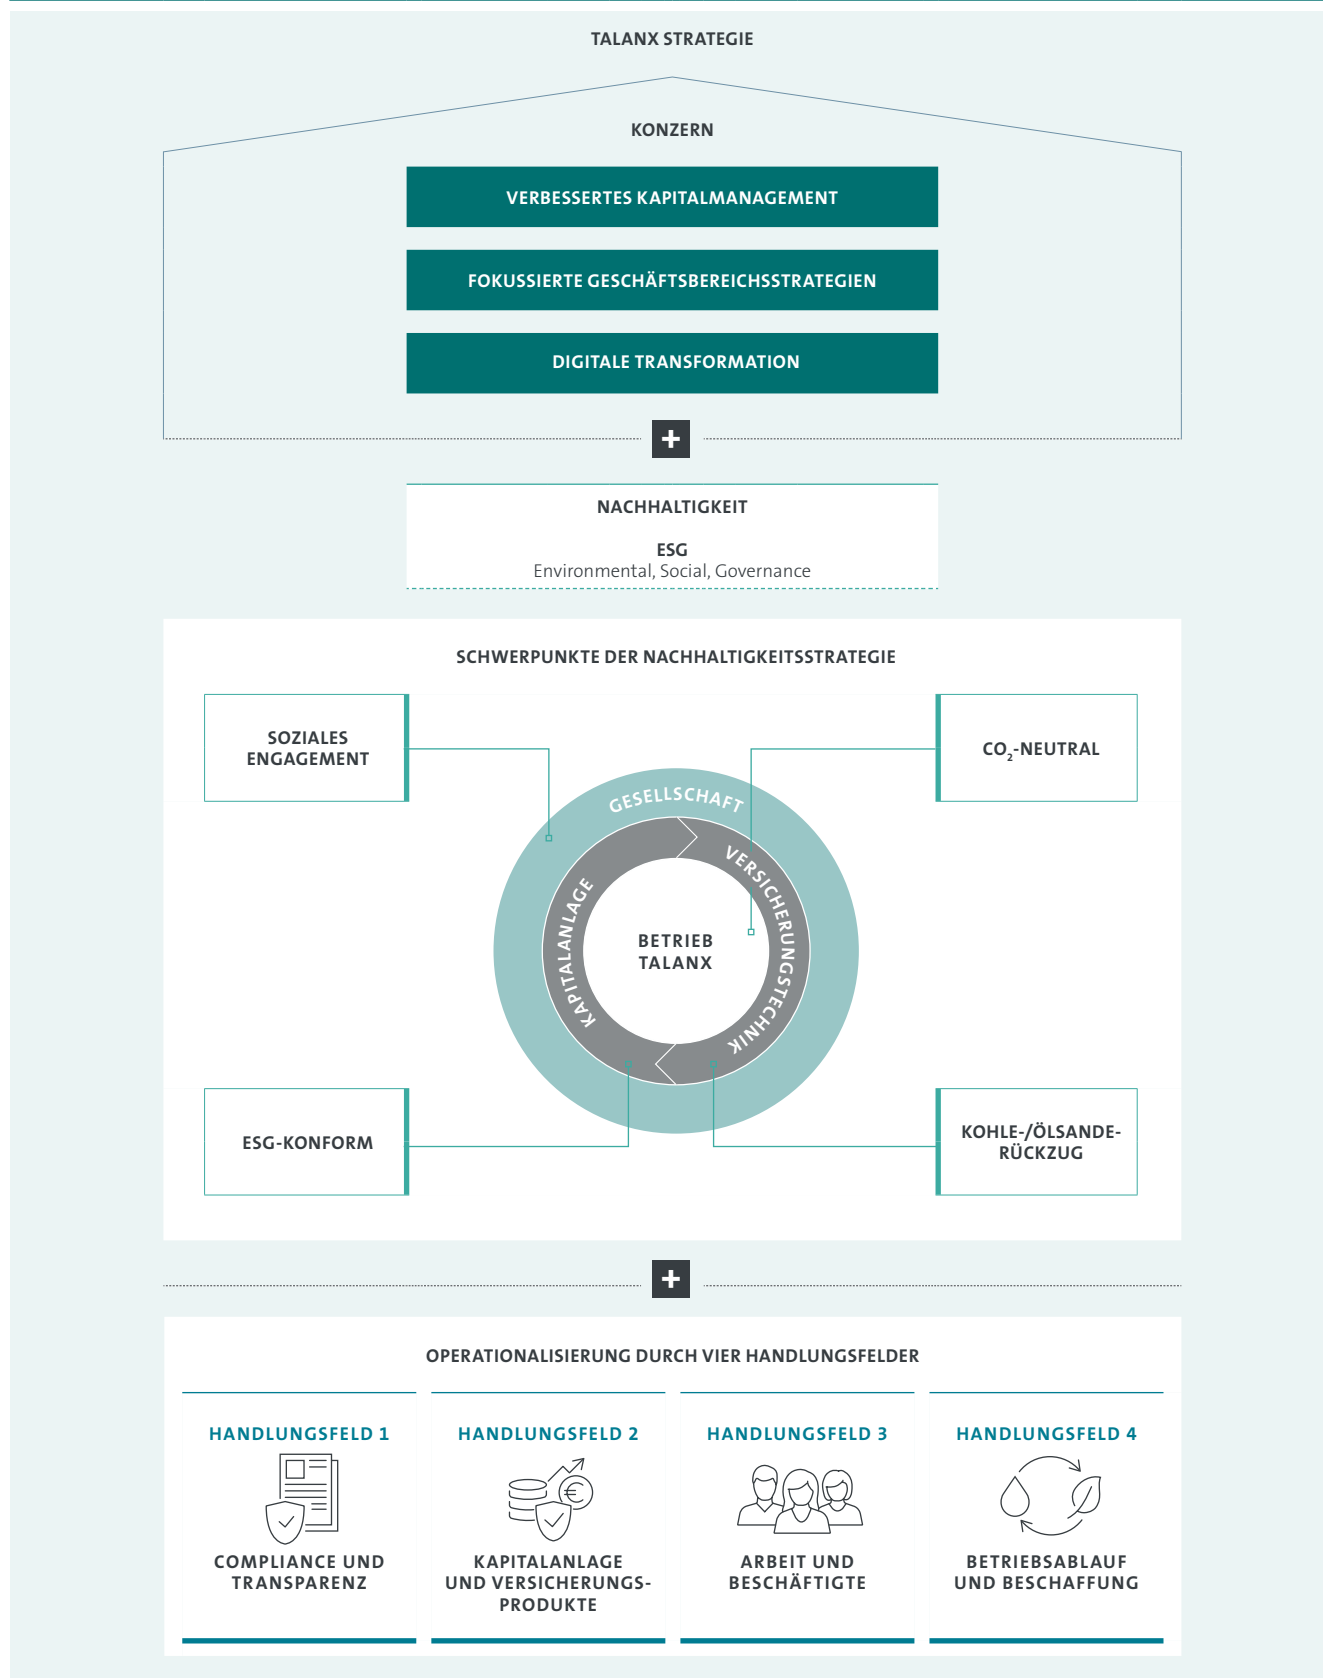 TALANX STRATEGIE
KONZERN
VERBESSERTES KAPITALMANAGEMENT
FOKUSSIERTE GESCHÄFTSBEREICHSSTRATEGIEN
DIGITALE TRANSFORMATION
+
NACHHALTIGKEIT
ESG
Environmental, Social, Governance
SCHWERPUNKTE DER NACHHALTIGKEITSSTRATEGIE
SOZIALES
ENGAGEMENT
CO₂-NEUTRAL
GESELLSCHAFT
KAPITALANLAGE
VERSICHERUNGSTECHNIK
BETRIEB
TALANX
ESG-KONFORM
KOHLE-/ÖLSANDE-
RÜCKZUG
+
OPERATIONALISIERUNG DURCH VIER HANDLUNGSFELDER
HANDLUNGSFELD 1
COMPLIANCE UND
TRANSPARENZ
HANDLUNGSFELD 2
€
KAPITALANLAGE
UND VERSICHERUNGS-
PRODUKTE
HANDLUNGSFELD 3
ARBEIT UND
BESCHÄFTIGTE
HANDLUNGSFELD 4
BETRIEBSABLAUF
UND BESCHAFFUNG